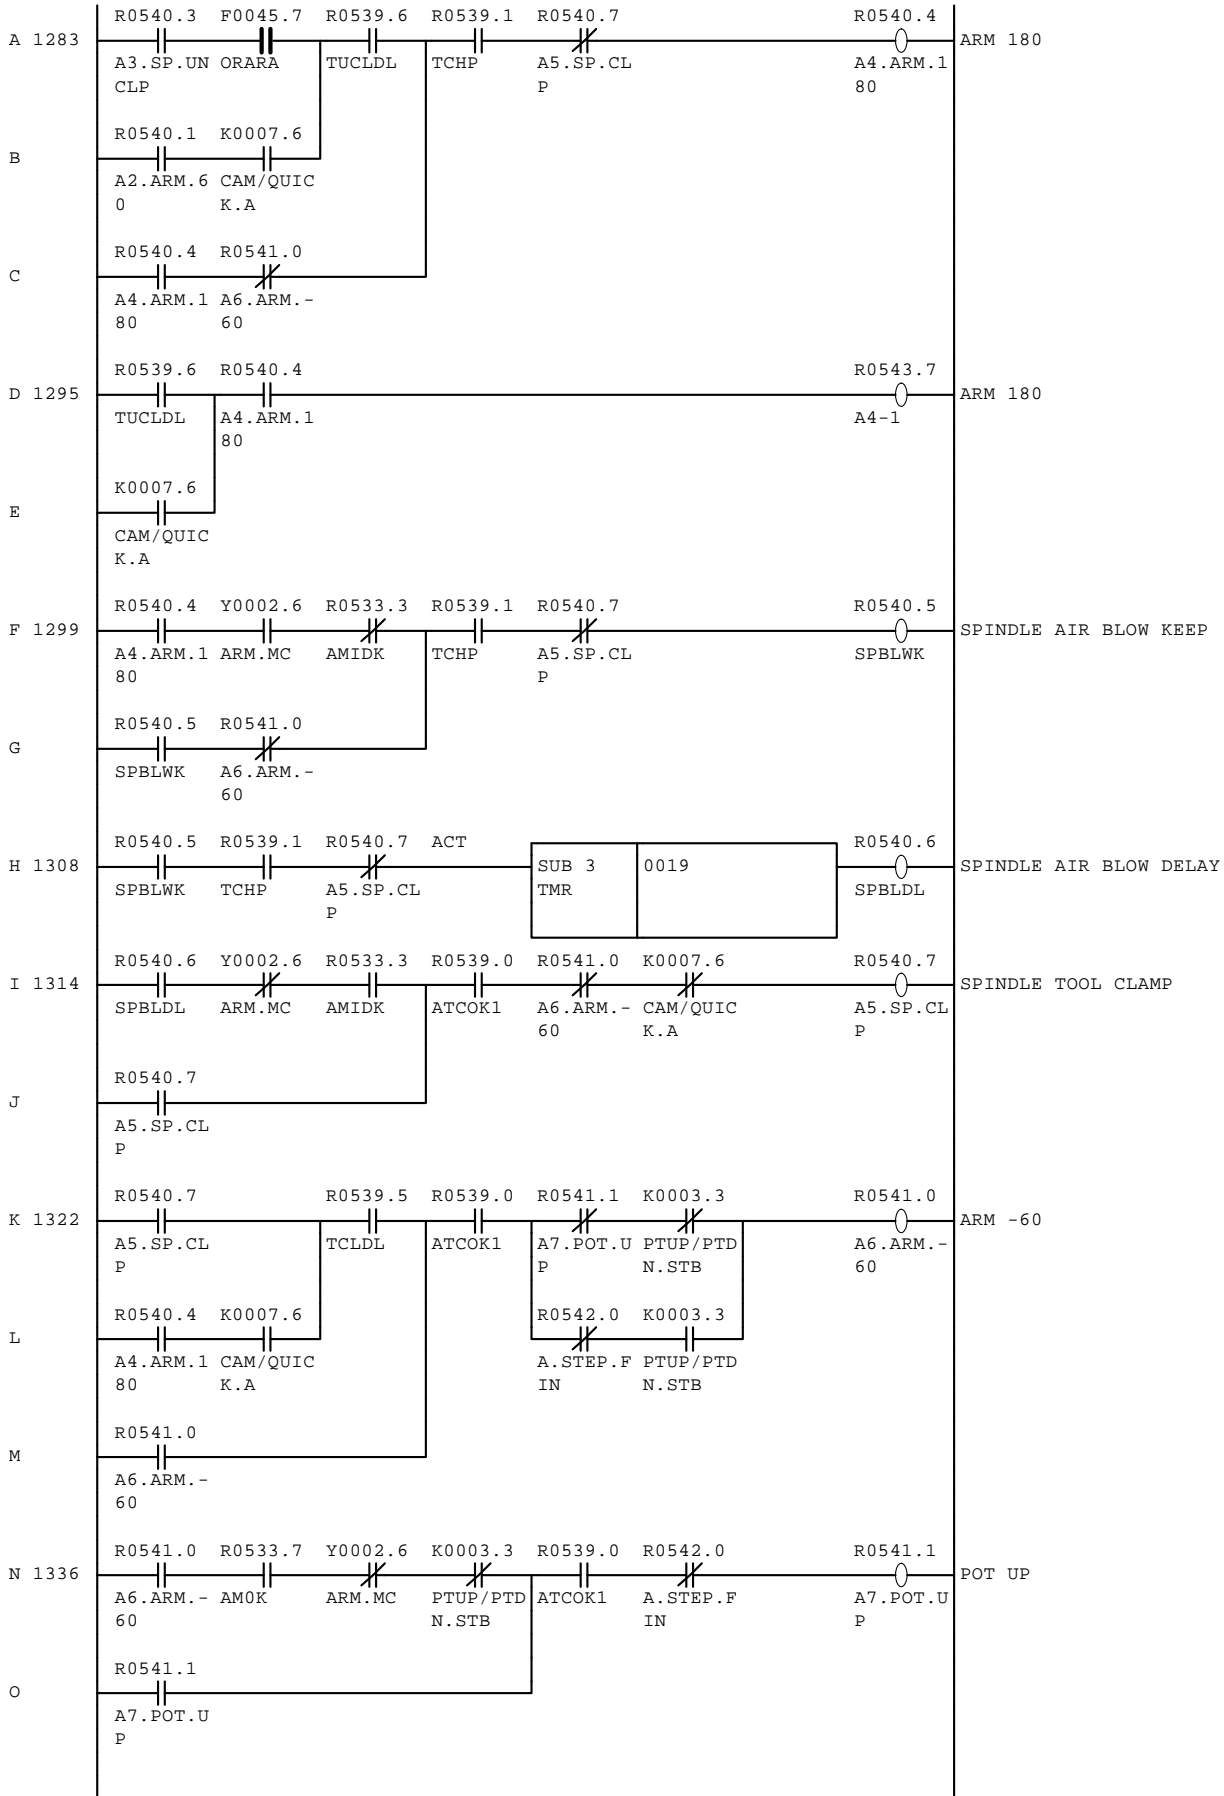 R0540.3 F0045.7 R0539.6 R0539.1 R0540.7 R0540.4
A 1283 ARM 180
A3.SP.UN ORARA TUCLDL TCHP A5.SP.CL A4.ARM.1
CLP P 80
R0540.1 K0007.6
B
A2.ARM.6 CAM/QUIC
0 K.A
R0540.4 R0541.0
C
A4.ARM.1 A6.ARM.-
80 60
R0539.6 R0540.4 R0543.7
D 1295 ARM 180
TUCLDL A4.ARM.1 A4-1
80
K0007.6
E
CAM/QUIC
K.A
R0540.4 Y0002.6 R0533.3 R0539.1 R0540.7 R0540.5
F 1299 SPINDLE AIR BLOW KEEP
A4.ARM.1 ARM.MC AMIDK TCHP A5.SP.CL SPBLWK
80 P
R0540.5 R0541.0
G
SPBLWK A6.ARM.-
60
R0540.5 R0539.1 R0540.7 ACT R0540.6
H 1308 SUB 3 0019 SPINDLE AIR BLOW DELAY
SPBLWK TCHP A5.SP.CL TMR SPBLDL
P
R0540.6 Y0002.6 R0533.3 R0539.0 R0541.0 K0007.6 R0540.7
I 1314 SPINDLE TOOL CLAMP
SPBLDL ARM.MC AMIDK ATCOK1 A6.ARM.- CAM/QUIC A5.SP.CL
60 K.A P
R0540.7
J
A5.SP.CL
P
R0540.7 R0539.5 R0539.0 R0541.1 K0003.3 R0541.0
K 1322 ARM -60
A5.SP.CL TCLDL ATCOK1 A7.POT.U PTUP/PTD A6.ARM.-
P P N.STB 60
R0540.4 K0007.6 R0542.0 K0003.3
L
A4.ARM.1 CAM/QUIC A.STEP.F PTUP/PTD
80 K.A IN N.STB
R0541.0
M
A6.ARM.-
60
R0541.0 R0533.7 Y0002.6 K0003.3 R0539.0 R0542.0 R0541.1
N 1336 POT UP
A6.ARM.- AM0K ARM.MC PTUP/PTD ATCOK1 A.STEP.F A7.POT.U
60 N.STB IN P
R0541.1
O
A7.POT.U
P